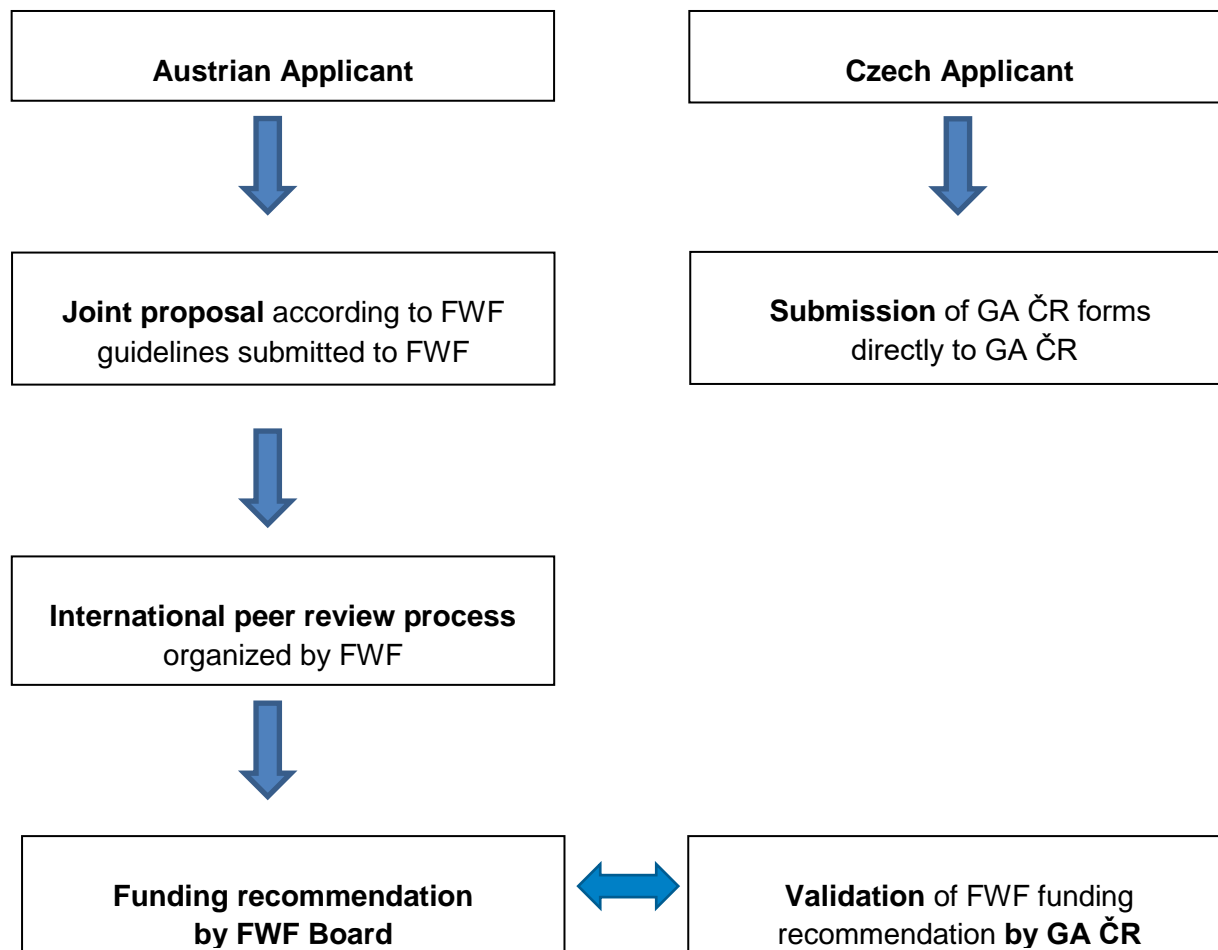 Austrian Applicant
Czech Applicant
Joint proposal according to FWF
guidelines submitted to FWF
Submission of GA ČR forms
directly to GA ČR
International peer review process
organized by FWF
Funding recommendation
by FWF Board
Validation of FWF funding
recommendation by GA ČR